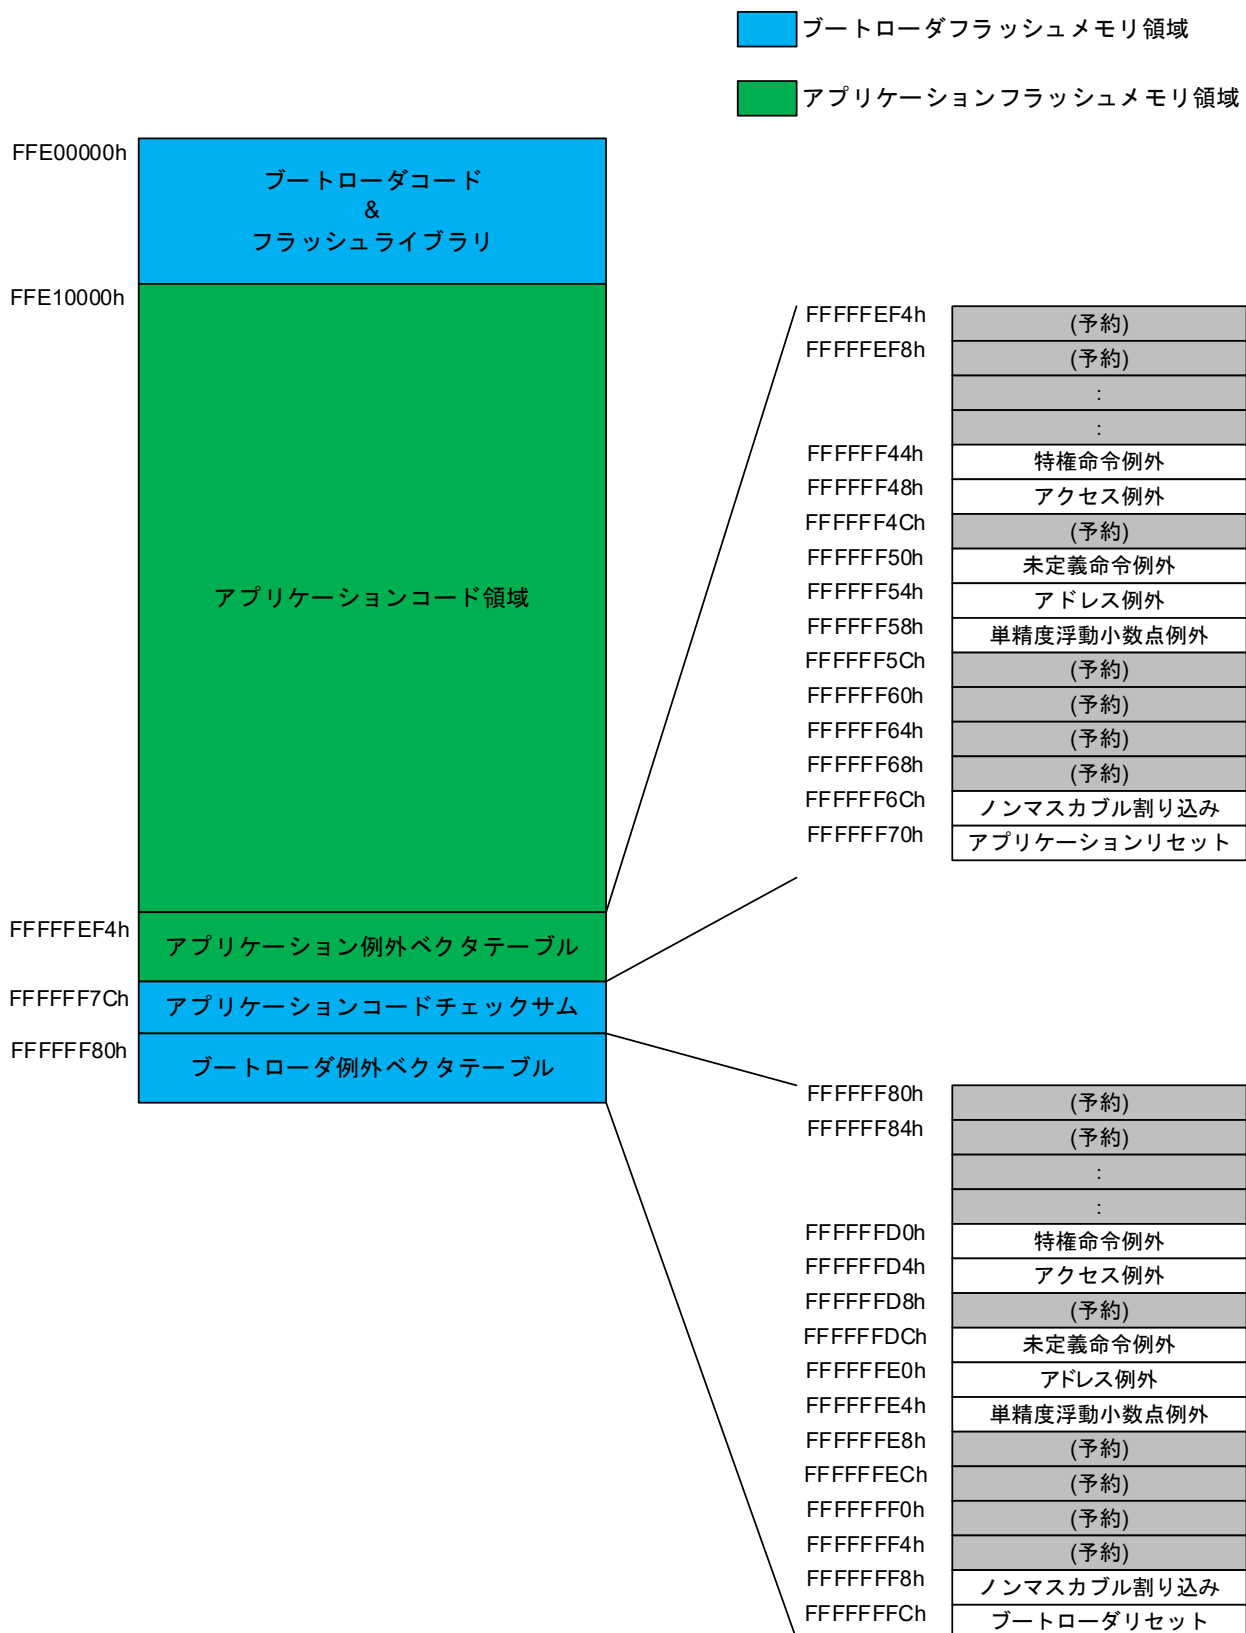 ブートローダフラッシュメモリ領域
アプリケーションフラッシュメモリ領域
FFE00000h
ブートローダコード
&
フラッシュライブラリ
FFE10000h
アプリケーションコード領域
FFFFFEF4h
アプリケーション例外ベクタテーブル
FFFFFF7Ch
アプリケーションコードチェックサム
FFFFFF80h
ブートローダ例外ベクタテーブル
FFFFFEF4h (予約)
FFFFFEF8h (予約)
:
:
FFFFFF44h 特権命令例外
FFFFFF48h アクセス例外
FFFFFF4Ch (予約)
FFFFFF50h 未定義命令例外
FFFFFF54h アドレス例外
FFFFFF58h 単精度浮動小数点例外
FFFFFF5Ch (予約)
FFFFFF60h (予約)
FFFFFF64h (予約)
FFFFFF68h (予約)
FFFFFF6Ch ノンマスカブル割り込み
FFFFFF70h アプリケーションリセット
FFFFFF80h (予約)
FFFFFF84h (予約)
:
:
FFFFFFD0h 特権命令例外
FFFFFFD4h アクセス例外
FFFFFFD8h (予約)
FFFFFFDCh 未定義命令例外
FFFFFFE0h アドレス例外
FFFFFFE4h 単精度浮動小数点例外
FFFFFFE8h (予約)
FFFFFFECh (予約)
FFFFFFF0h (予約)
FFFFFFF4h (予約)
FFFFFFF8h ノンマスカブル割り込み
FFFFFFFCh ブートローダリセット